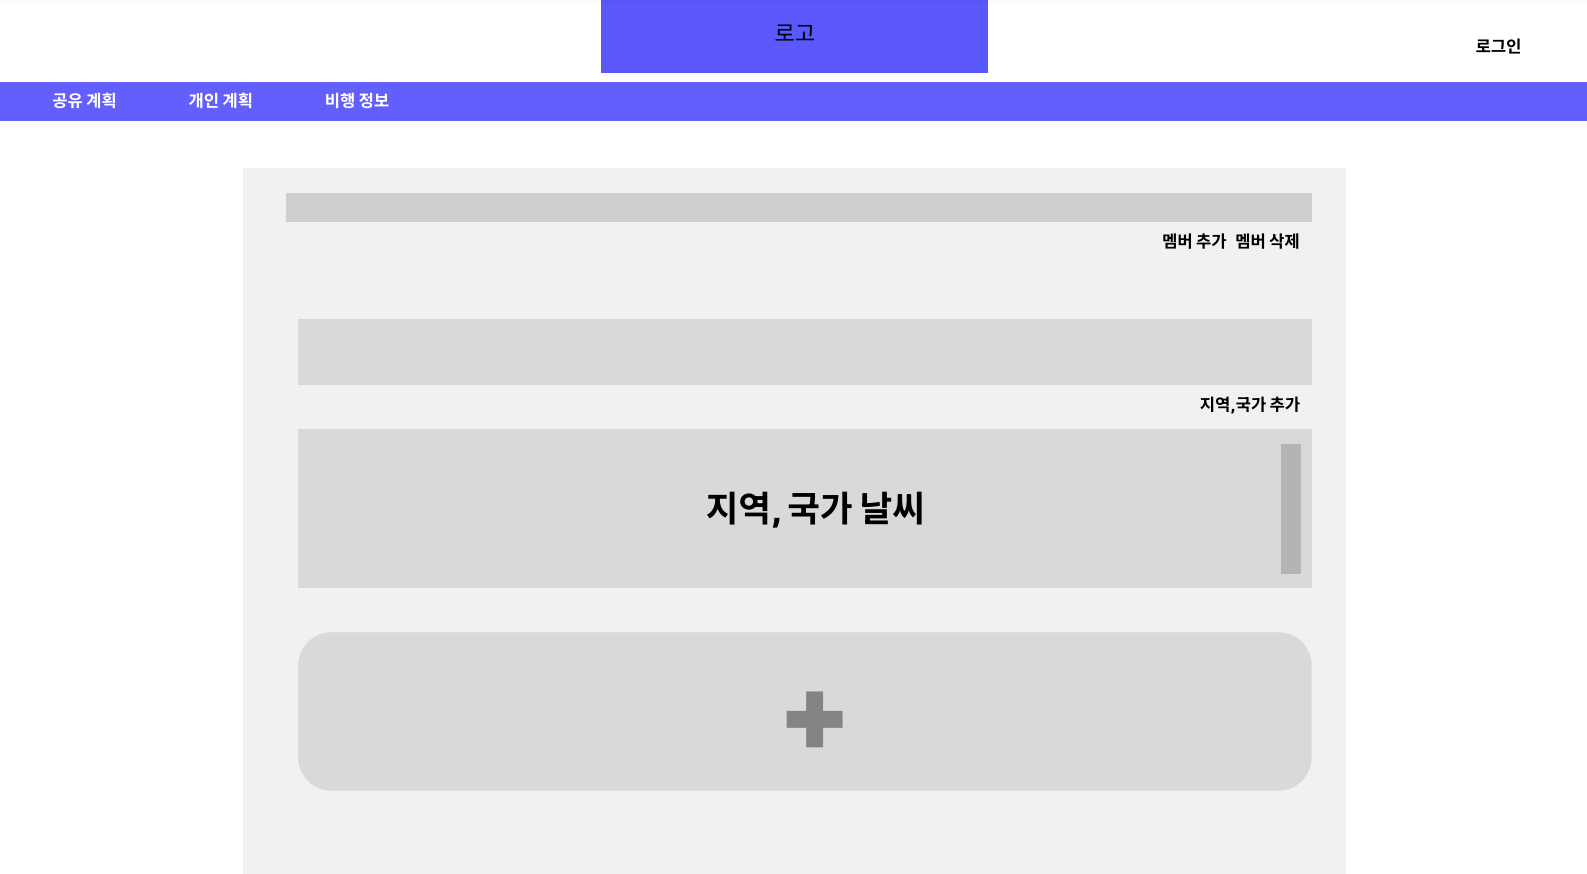 로고
로그인
공유 계획 개인 계획 비행 정보
멤버 추가 멤버 삭제
지역,국가 추가
지역, 국가 날씨